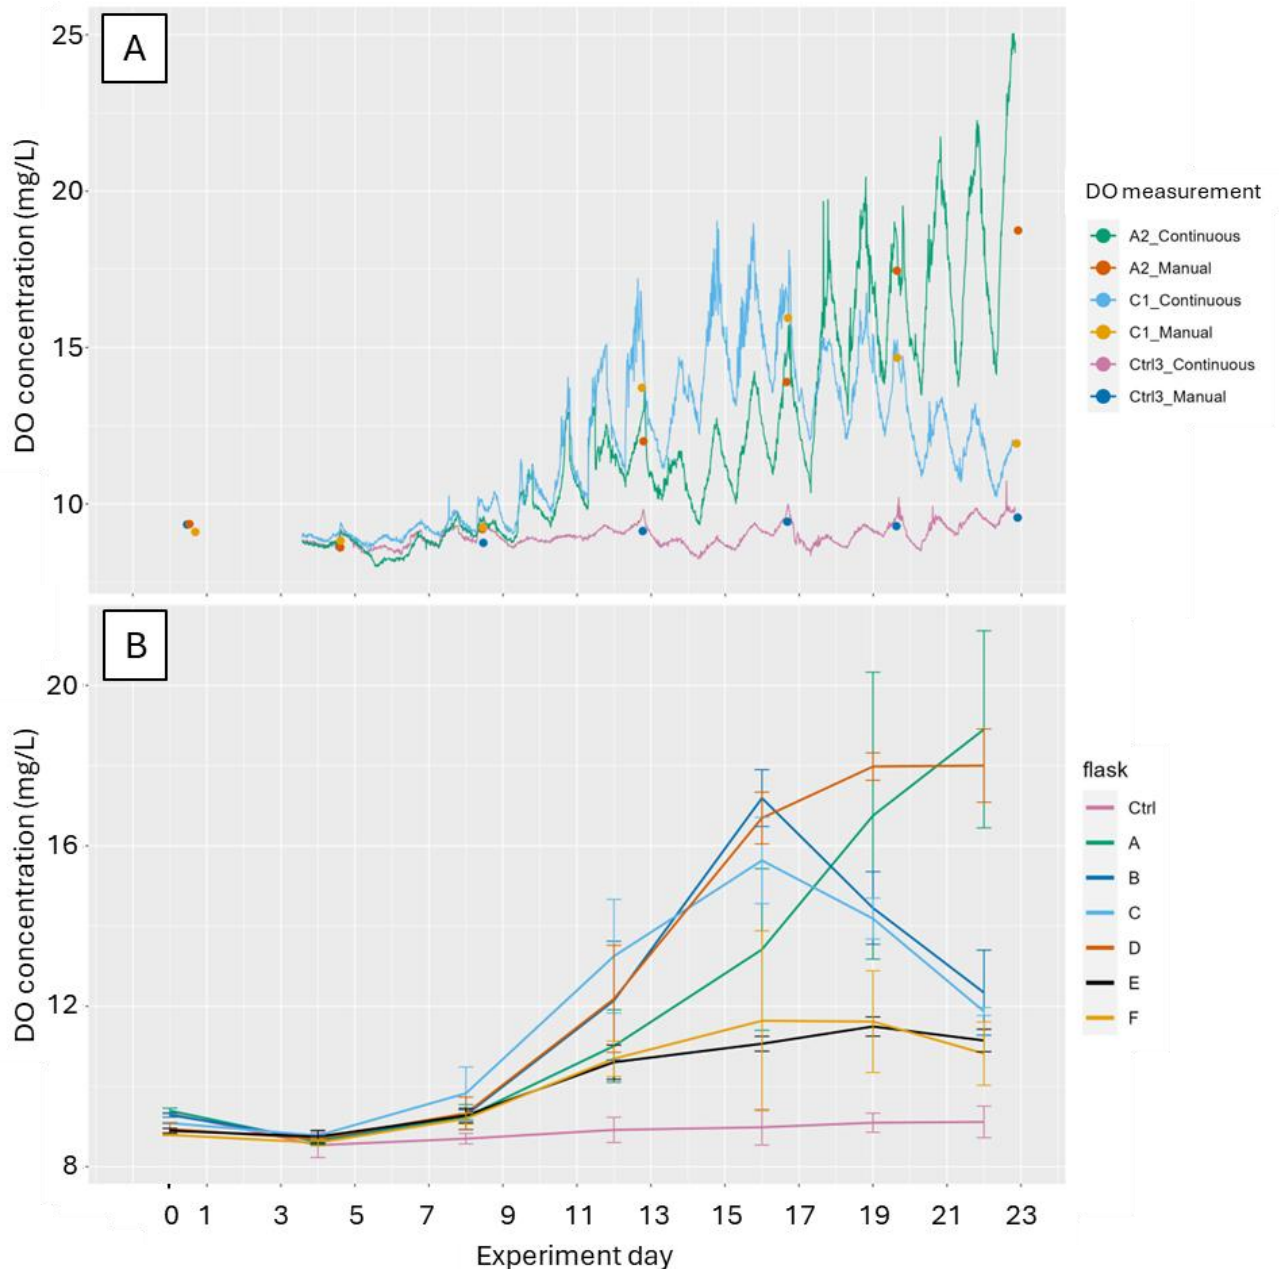 A
25
20
15
10
DO concentration (mg/L)
DO measurement
A2_Continuous
A2_Manual
C1_Continuous
C1_Manual
Ctrl3_Continuous
Ctrl3_Manual
B
20
16
12
8
DO concentration (mg/L)
flask
Ctrl
A
B
C
D
E
F
0 1 3 5 7 9 11 13 15 17 19 21 23
Experiment day